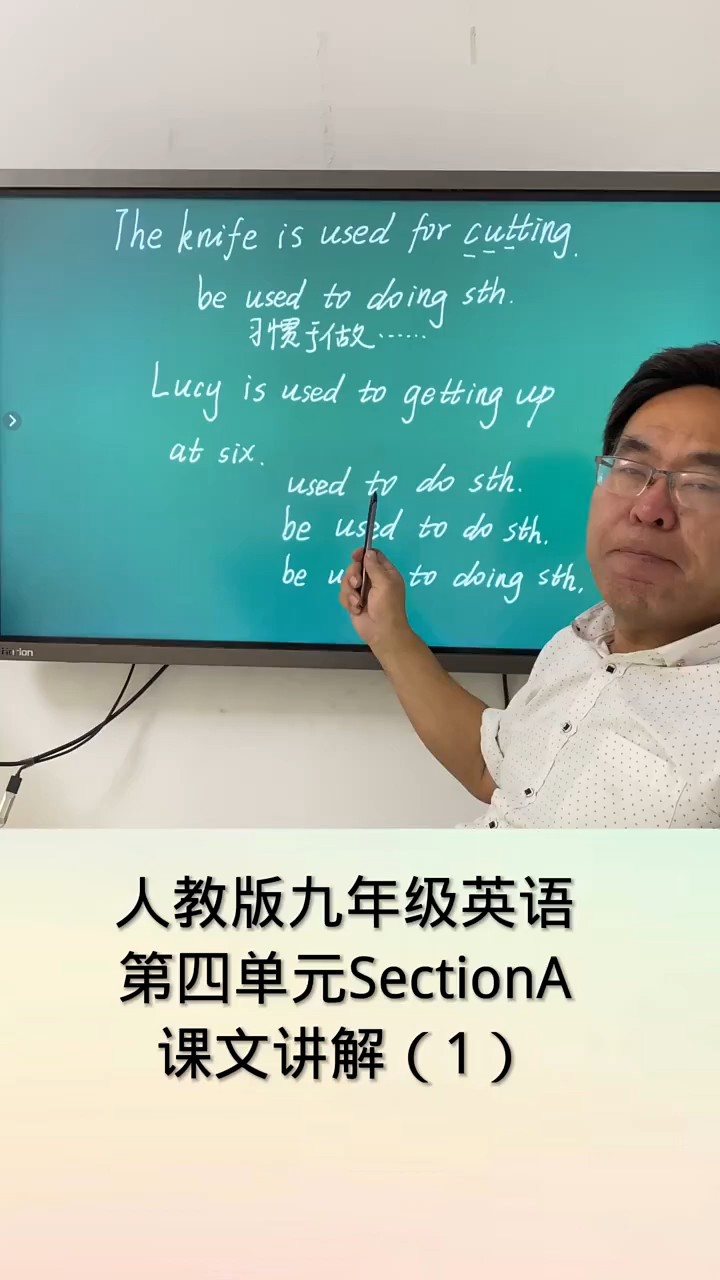 The knife is used for cutting.
be used to doing sth.
习惯于做……
Lucy is used to getting up
at six.
used to do sth.
be used to do sth.
be to doing sth.
人教版九年级英语
第四单元SectionA
课文讲解（1）